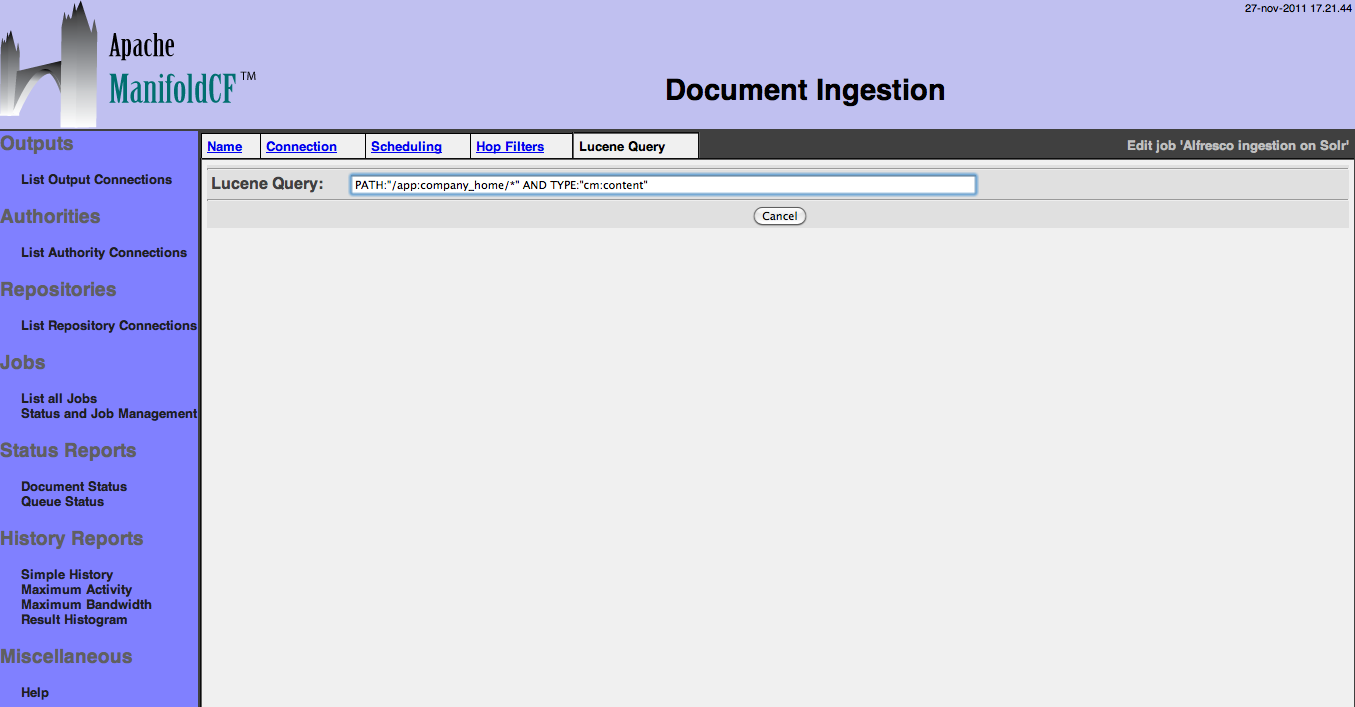 27-nov-2011 17.21.44
Apache
ManifoldCF™
Document Ingestion
Outputs
List Output Connections
Authorities
List Authority Connections
Repositories
List Repository Connections
Jobs
List all Jobs
Status and Job Management
Status Reports
Document Status
Queue Status
History Reports
Simple History
Maximum Activity
Maximum Bandwidth
Result Histogram
Miscellaneous
Help
Name Connection Scheduling Hop Filters Lucene Query Edit job 'Alfresco ingestion on Solr'
Lucene Query: PATH:"/app:company_home/*" AND TYPE:"cm:content"
Cancel